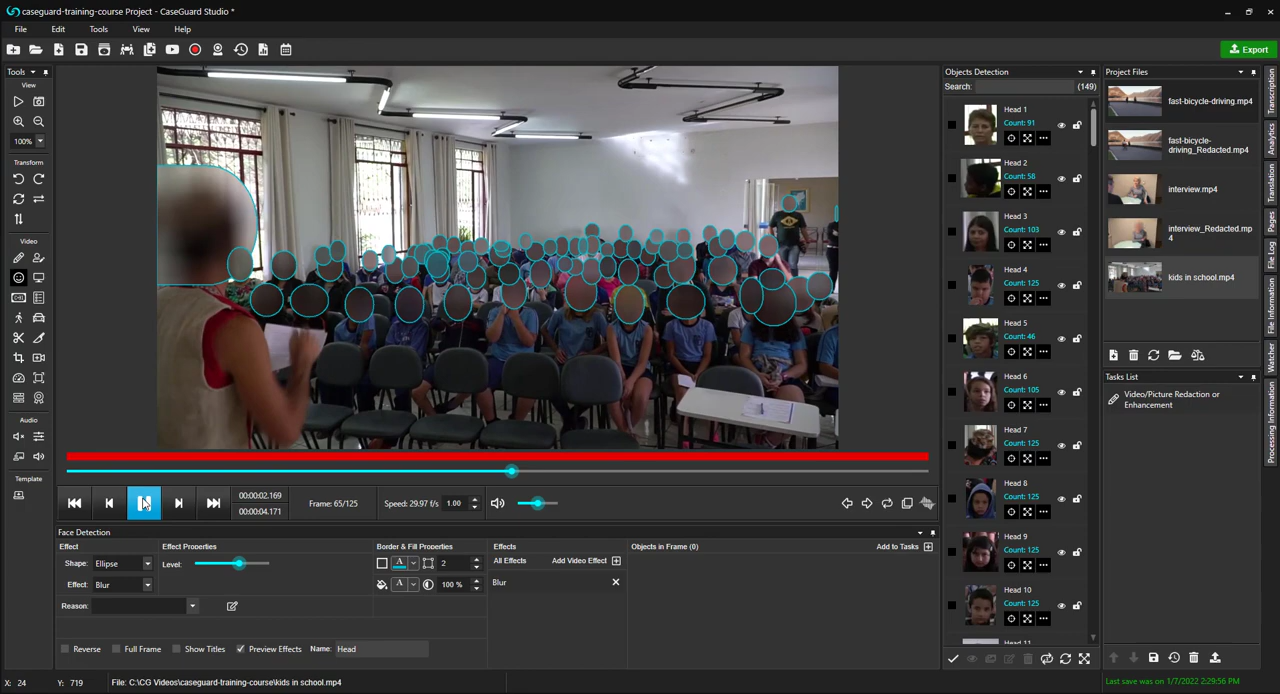 caseguard-training-course Project - CaseGuard Studio *
File Edit Tools View Help
Export
Tools
View
100%
Transform
Video
Audio
Template
00:00:02.169
00:00:04.171
Frame: 65/125
Speed: 29.97 f/s
1.00
Face Detection
Effect
Shape: Ellipse
Effect: Blur
Reason:
Effect Properties
Level:
Border & Fill Properties
A
2
A
100 %
Effects
All Effects
Add Video Effect
Blur
Objects in Frame (0)
Add to Tasks
Reverse
Full Frame
Show Titles
Preview Effects
Name: Head
Objects Detection
Search:
(149)
Head 1
Count: 91
Head 2
Count: 58
Head 3
Count: 103
Head 4
Count: 125
Head 5
Count: 46
Head 6
Count: 105
Head 7
Count: 125
Head 8
Count: 125
Head 9
Count: 125
Head 10
Count: 125
Project Files
fast-bicycle-driving.mp4
fast-bicycle-
driving_Redacted.mp4
interview.mp4
interview_Redacted.mp
4
kids in school.mp4
Tasks List
Video/Picture Redaction or
Enhancement
Transcription
Analytics
Translation
Pages
File Log
File Information
Watcher
Processing Information
X: 24
Y: 719
File: C:\CG Videos\caseguard-training-course\kids in school.mp4
Last save was on 1/7/2022 2:29:56 PM